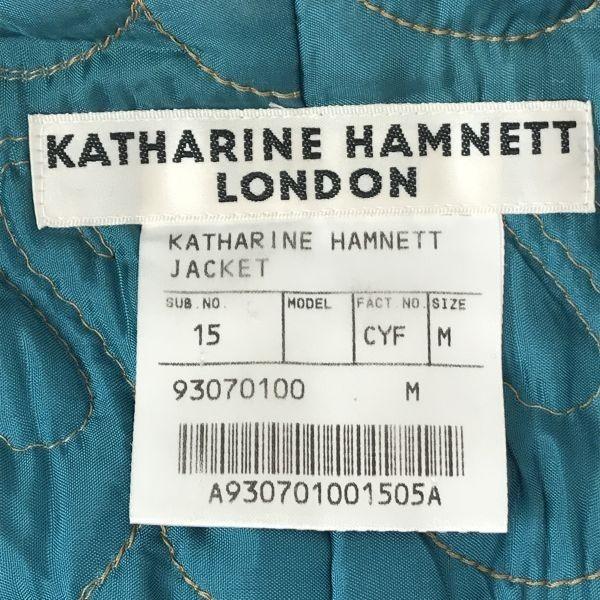 KATHARINE HAMNETT
LONDON
KATHARINE HAMNETT
JACKET
SUB.NO. MODEL FACT NO. SIZE
15 CYF M
93070100 M
A930701001505A